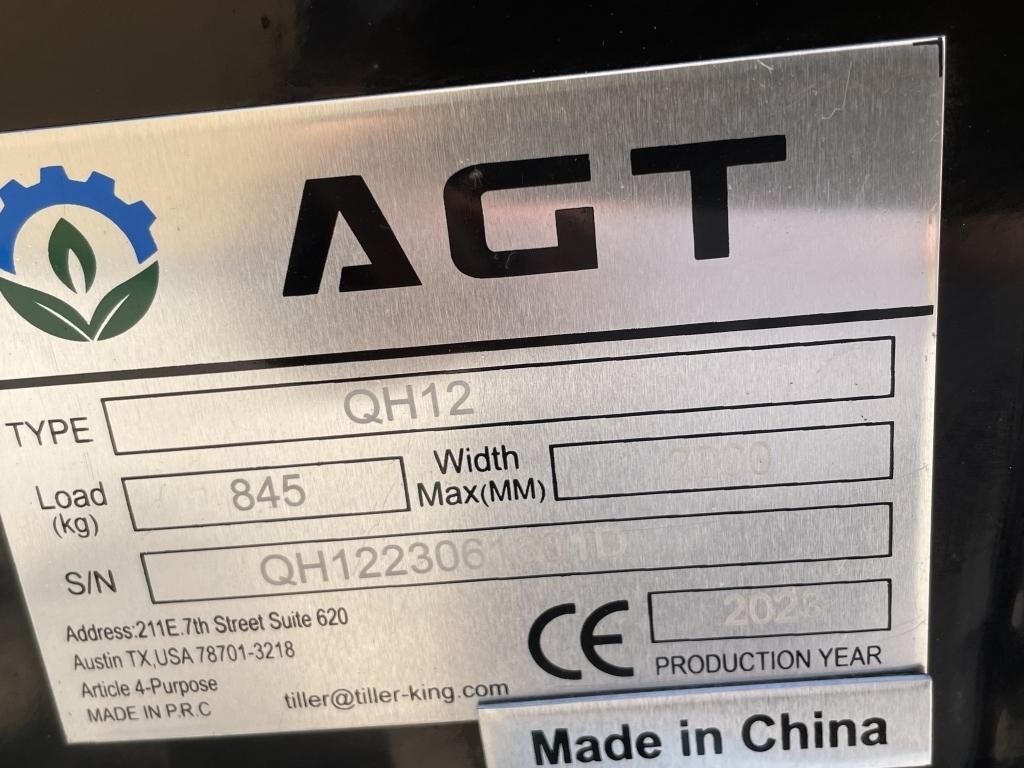 AGT
TYPE QH12
Load (kg) 845 Width Max(MM)
S/N
Address:211E.7th Street Suite 620
Austin TX,USA 78701-3218
Article 4-Purpose
MADE IN P.R.C
tiller@tiller-king.com
CE 2023
PRODUCTION YEAR
Made in China